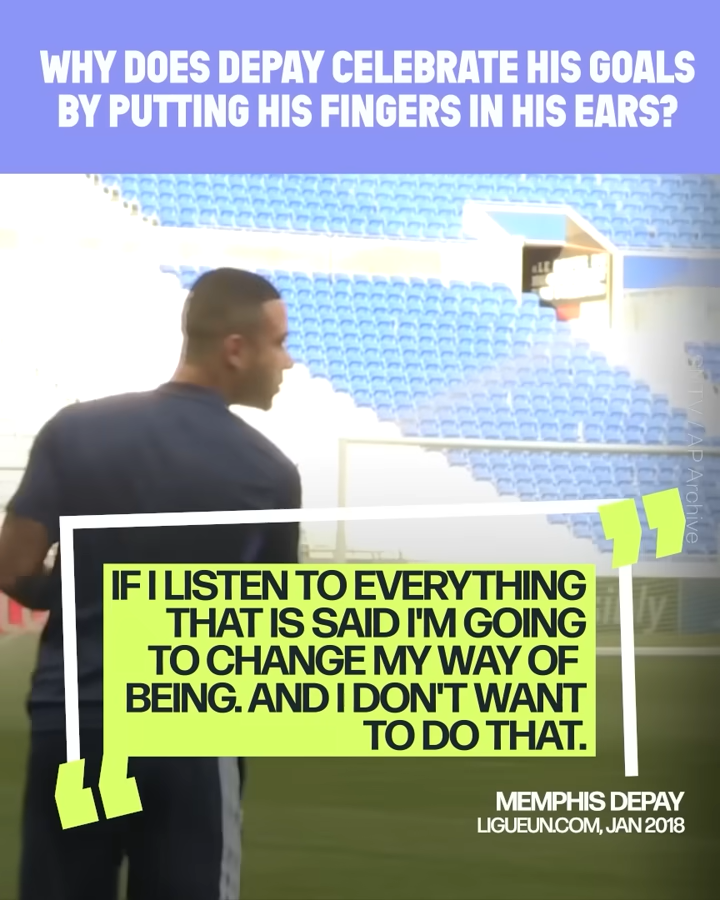 WHY DOES DEPAY CELEBRATE HIS GOALS
BY PUTTING HIS FINGERS IN HIS EARS?
IF I LISTEN TO EVERYTHING
THAT IS SAID I'M GOING
TO CHANGE MY WAY OF
BEING. AND I DON'T WANT
TO DO THAT.
MEMPHIS DEPAY
LIGUEUN.COM, JAN 2018
AP Archive